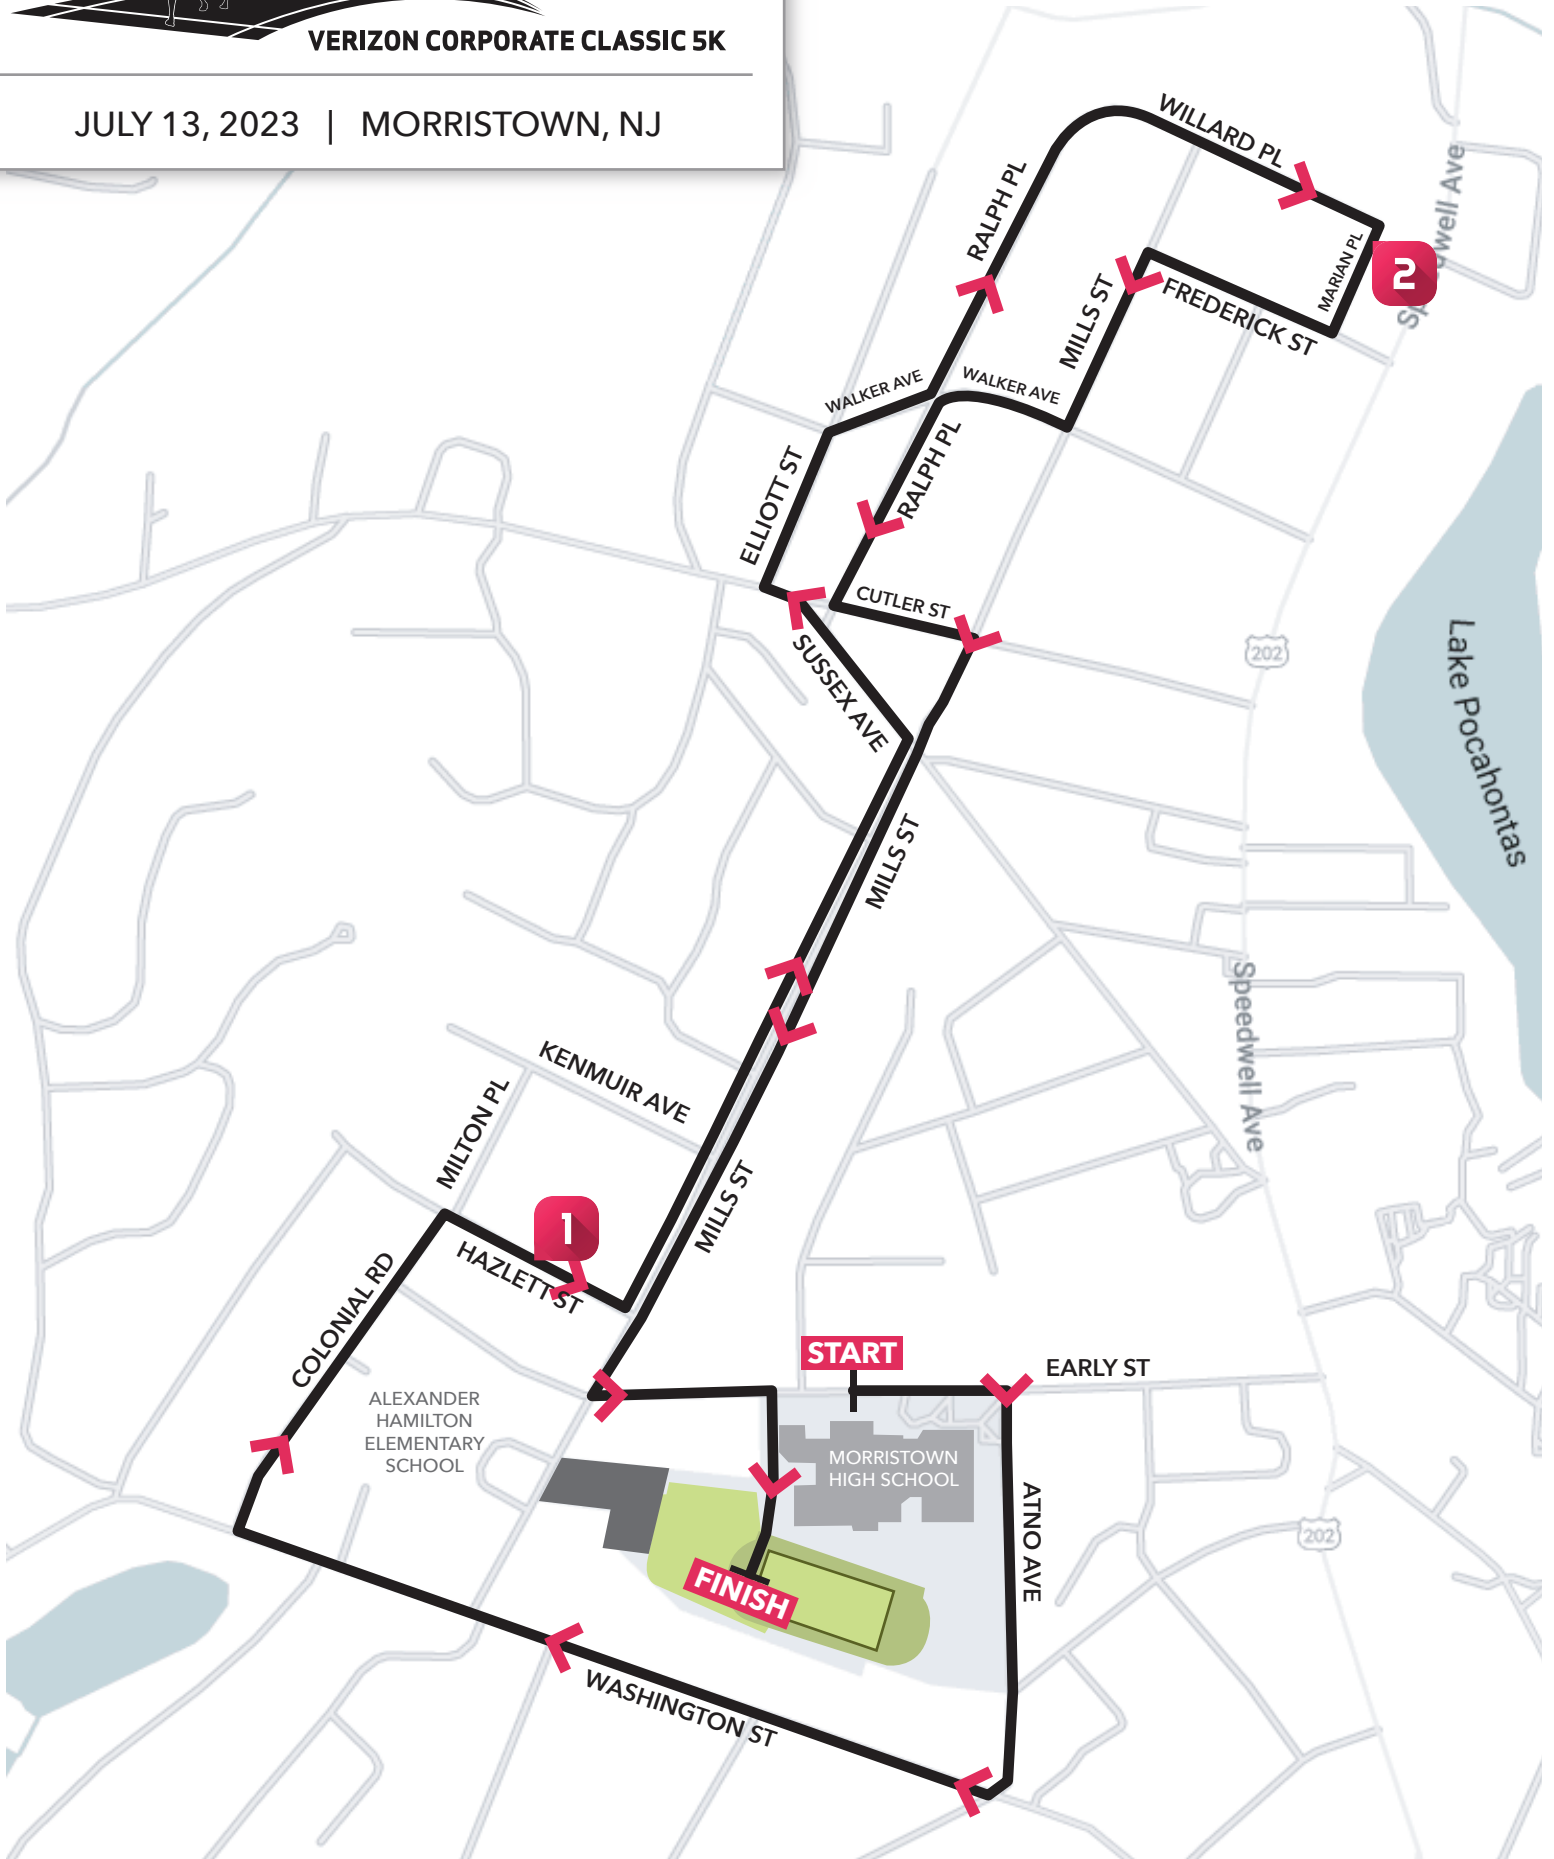 VERIZON CORPORATE CLASSIC 5K
JULY 13, 2023 | MORRISTOWN, NJ
WILLARD PL
RALPH PL
Speedwell Ave
MARIAN PL
2
MILLS ST
FREDERICK ST
WALKER AVE
WALKER AVE
RALPH PL
ELLIOTT ST
CUTLER ST
SUSSEX AVE
202
Lake Pocahontas
MILLS ST
Speedwell Ave
KENMUIR AVE
MILTON PL
MILLS ST
1
HAZLETT ST
COLONIAL RD
START
EARLY ST
ALEXANDER
HAMILTON
ELEMENTARY
SCHOOL
MORRISTOWN
HIGH SCHOOL
ATNO AVE
202
FINISH
WASHINGTON ST